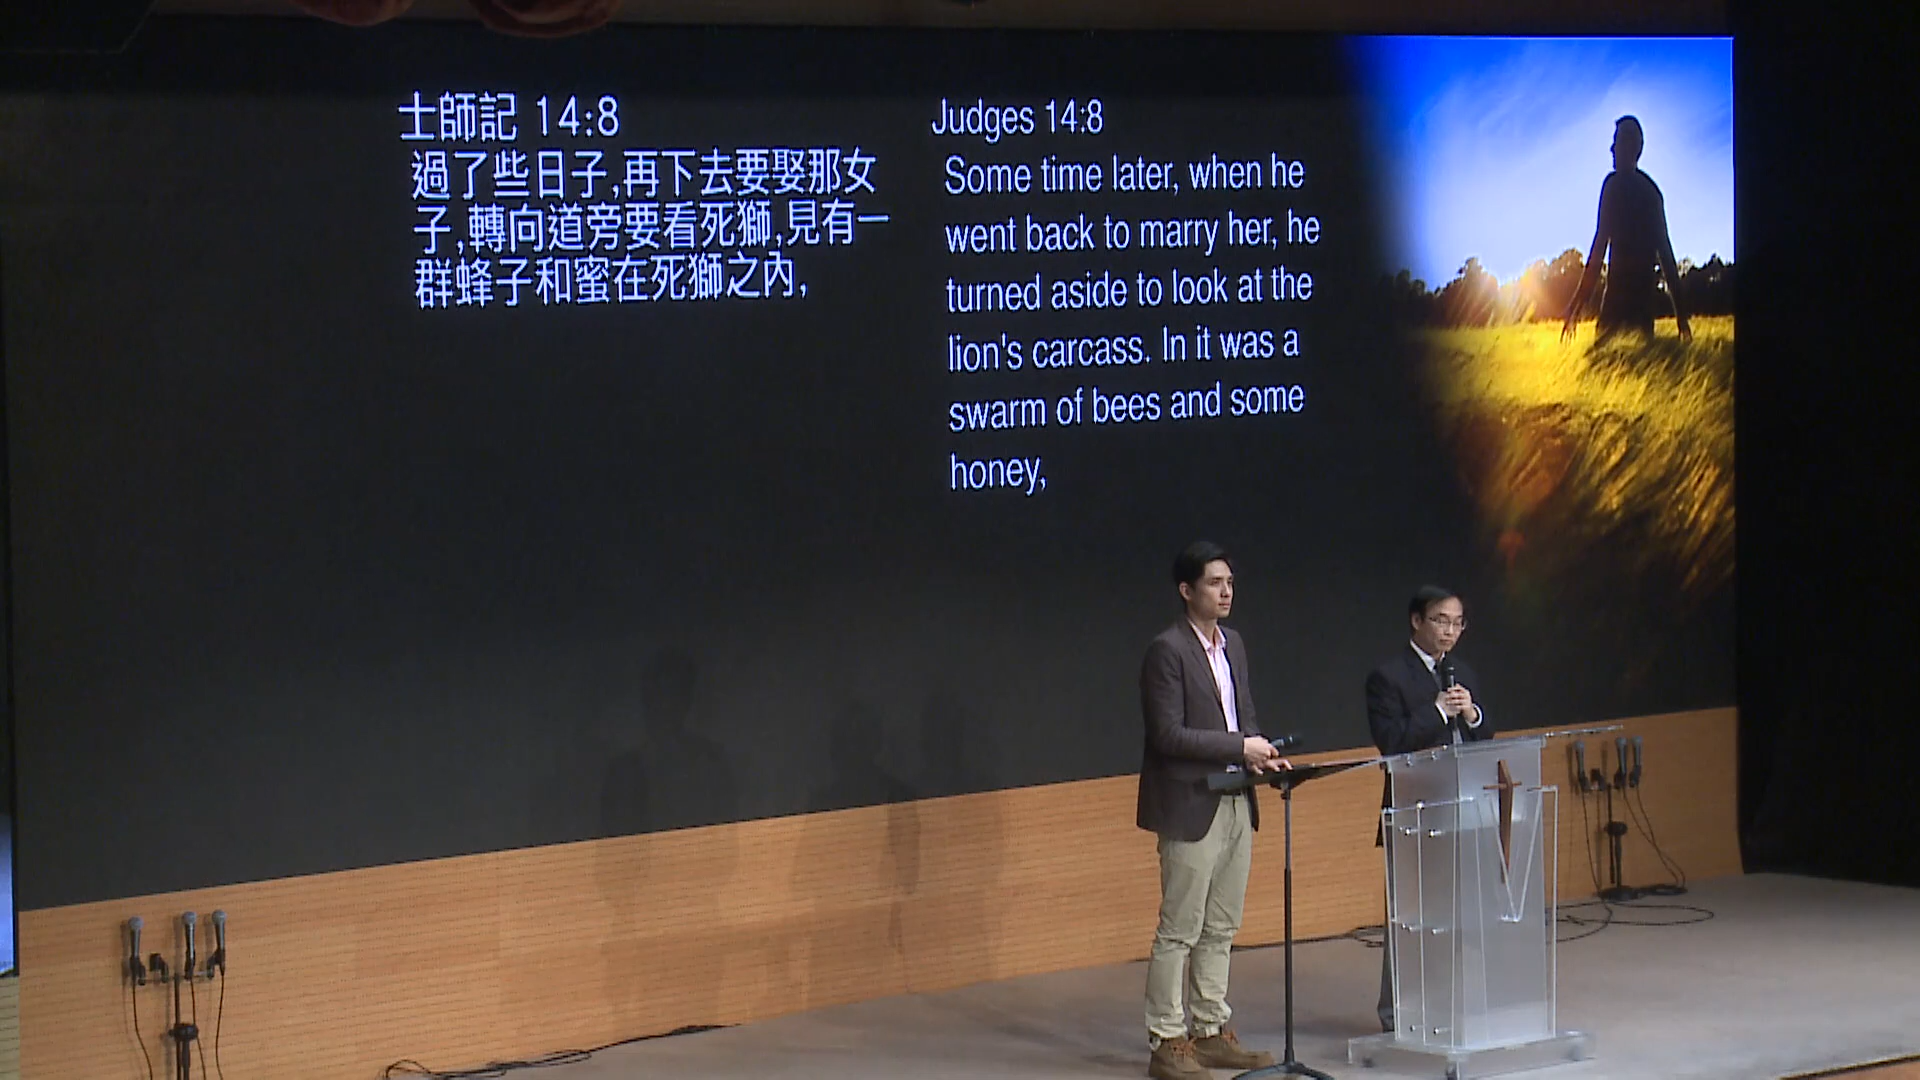 士師記 14:8
過了些日子,再下去要娶那女
子,轉向道旁要看死獅,見有一
群蜂子和蜜在死獅之內,
Judges 14:8
Some time later, when he
went back to marry her, he
turned aside to look at the
lion's carcass. In it was a
swarm of bees and some
honey,